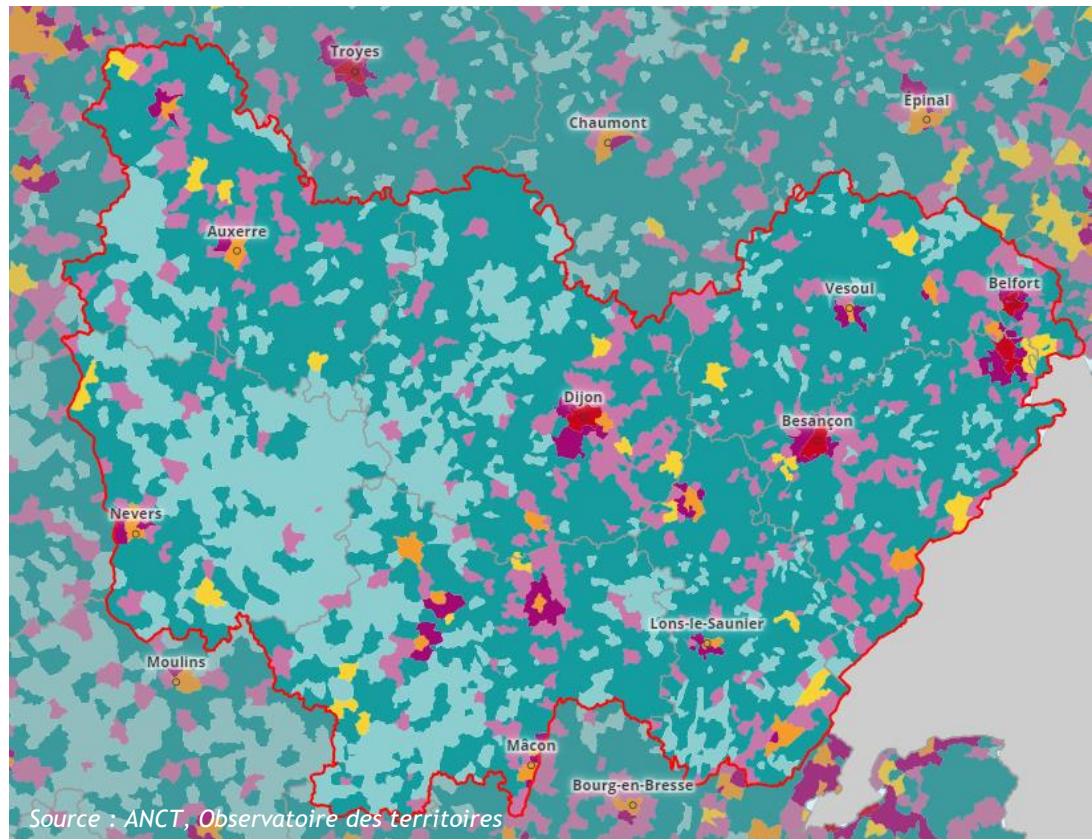 Troyes
Épinal
Chaumont
Auxerre
Vesoul
Belfort
Dijon
Besançon
Nevers
Lons-le-Saunier
Moulins
Mâcon
Bourg-en-Bresse
Source : ANCT, Observatoire des territoires